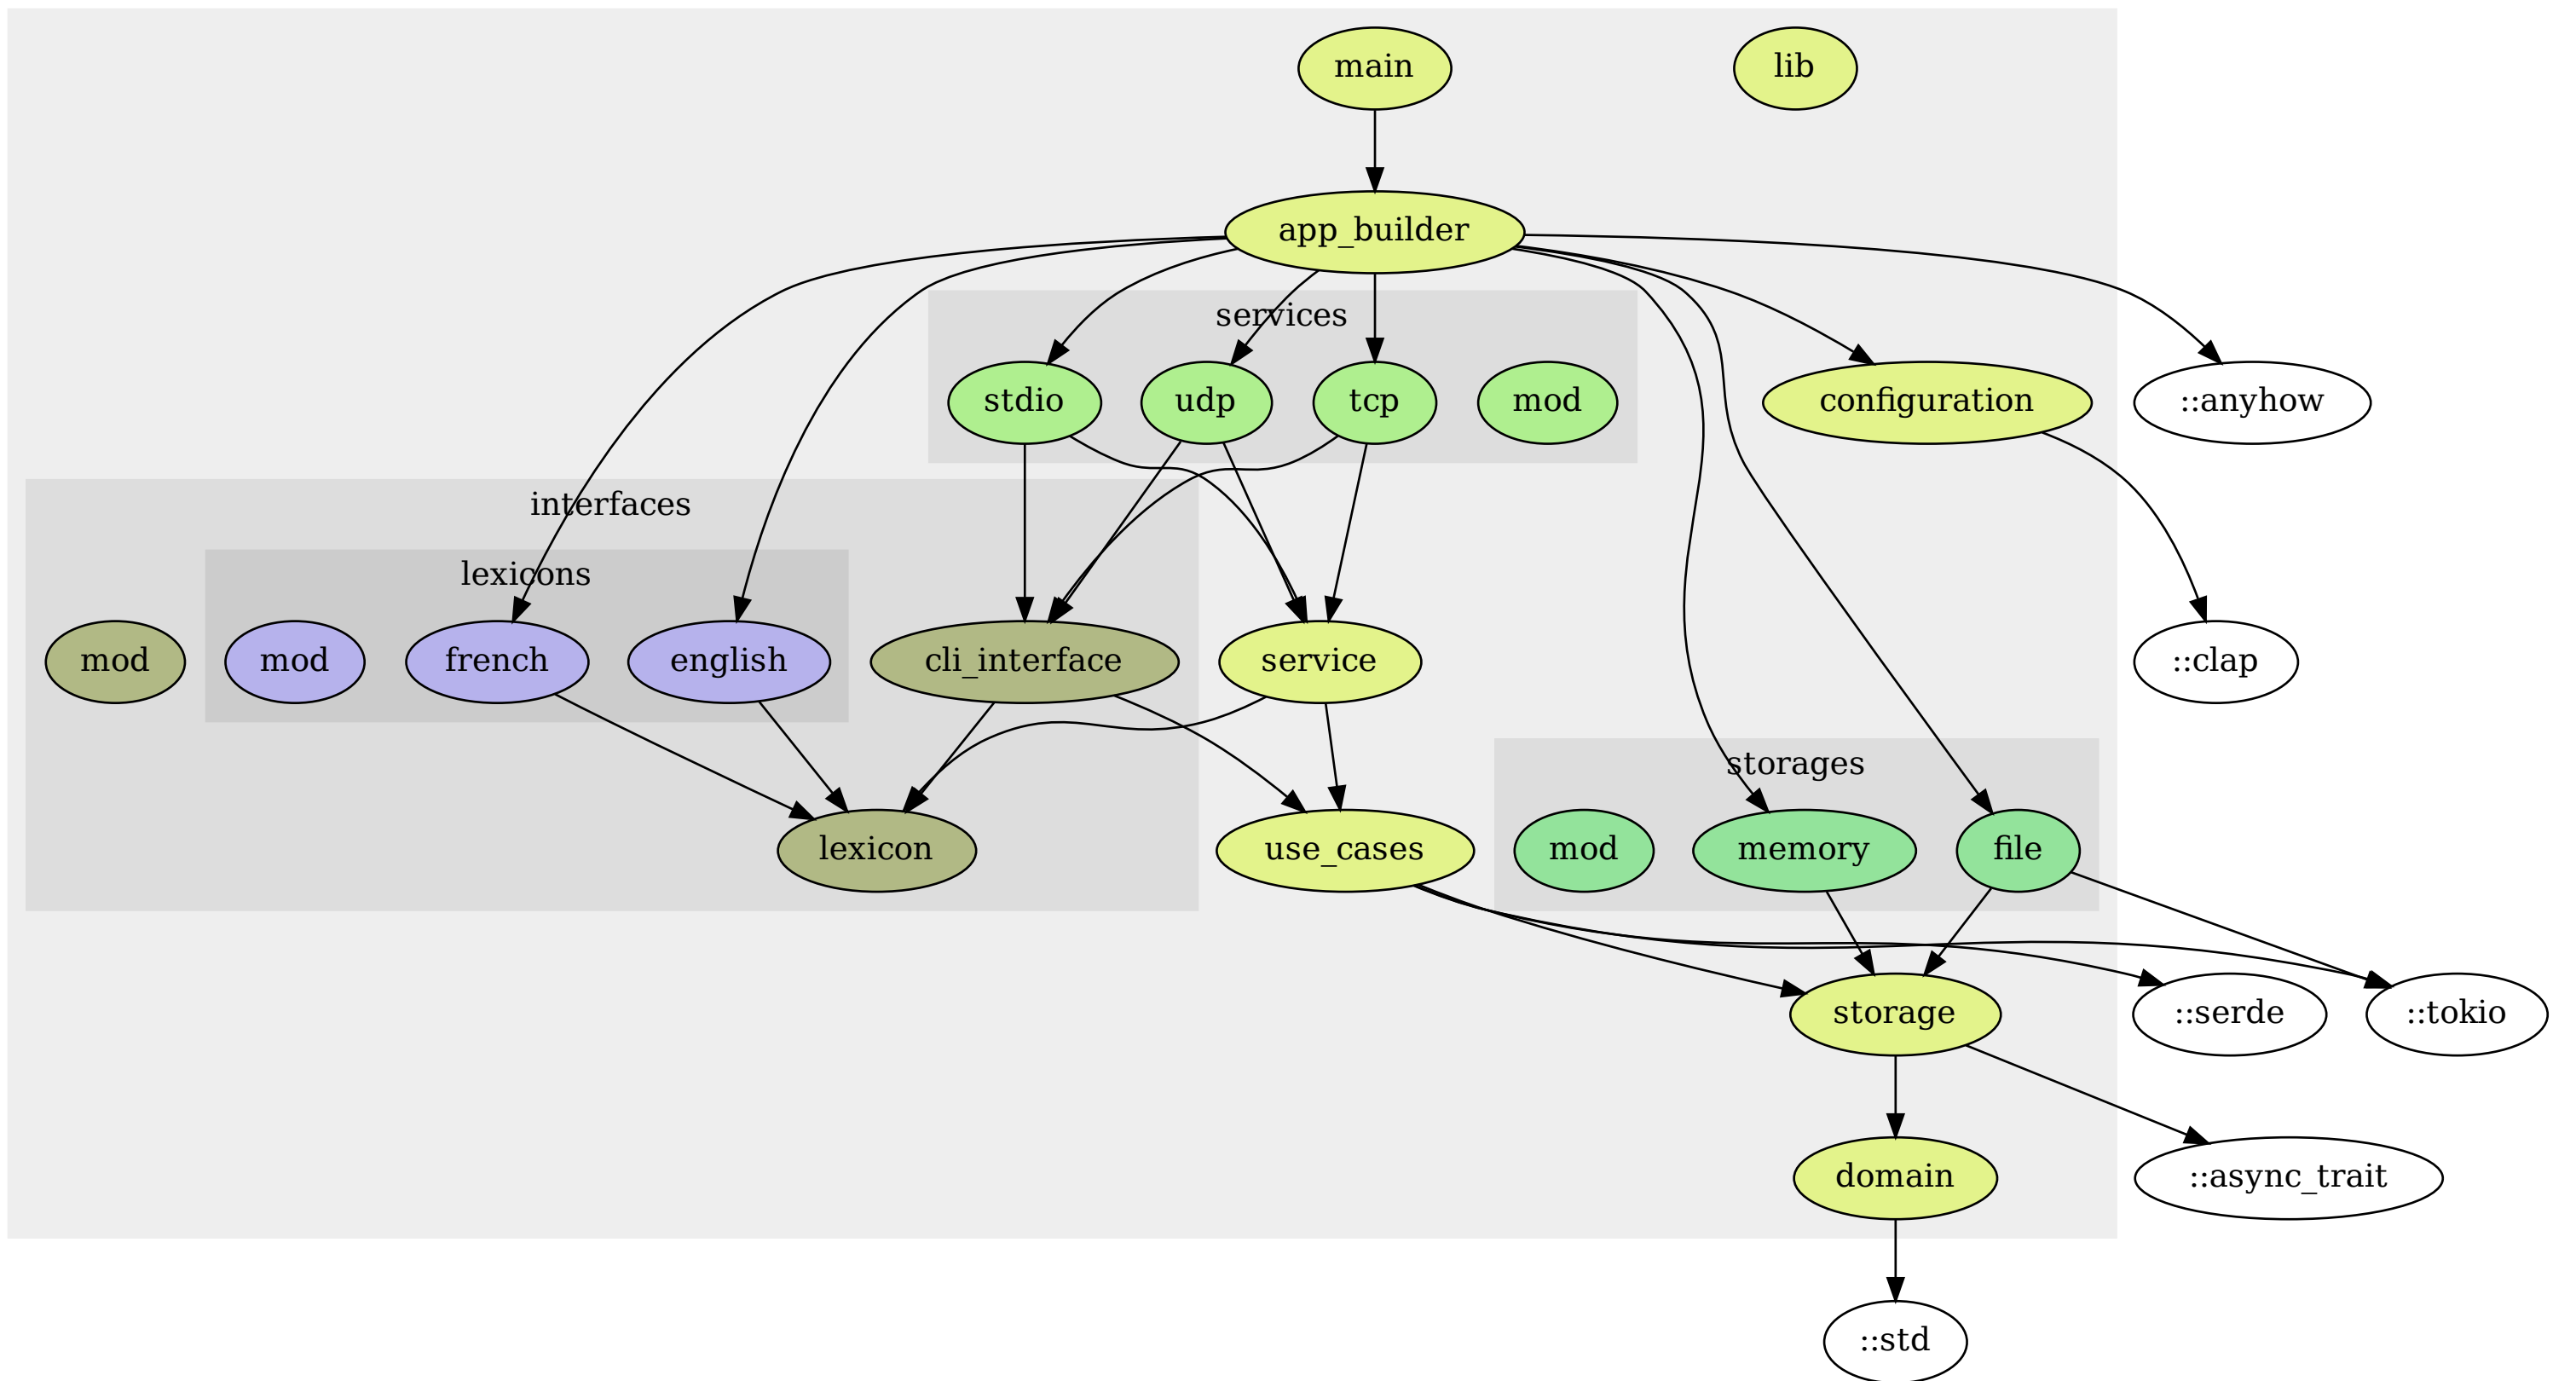 main
lib
app_builder
services
stdio
udp
tcp
mod
configuration
::anyhow
interfaces
lexicons
mod
mod
french
english
cli_interface
service
::clap
storages
lexicon
use_cases
mod
memory
file
storage
::serde
::tokio
domain
::async_trait
::std